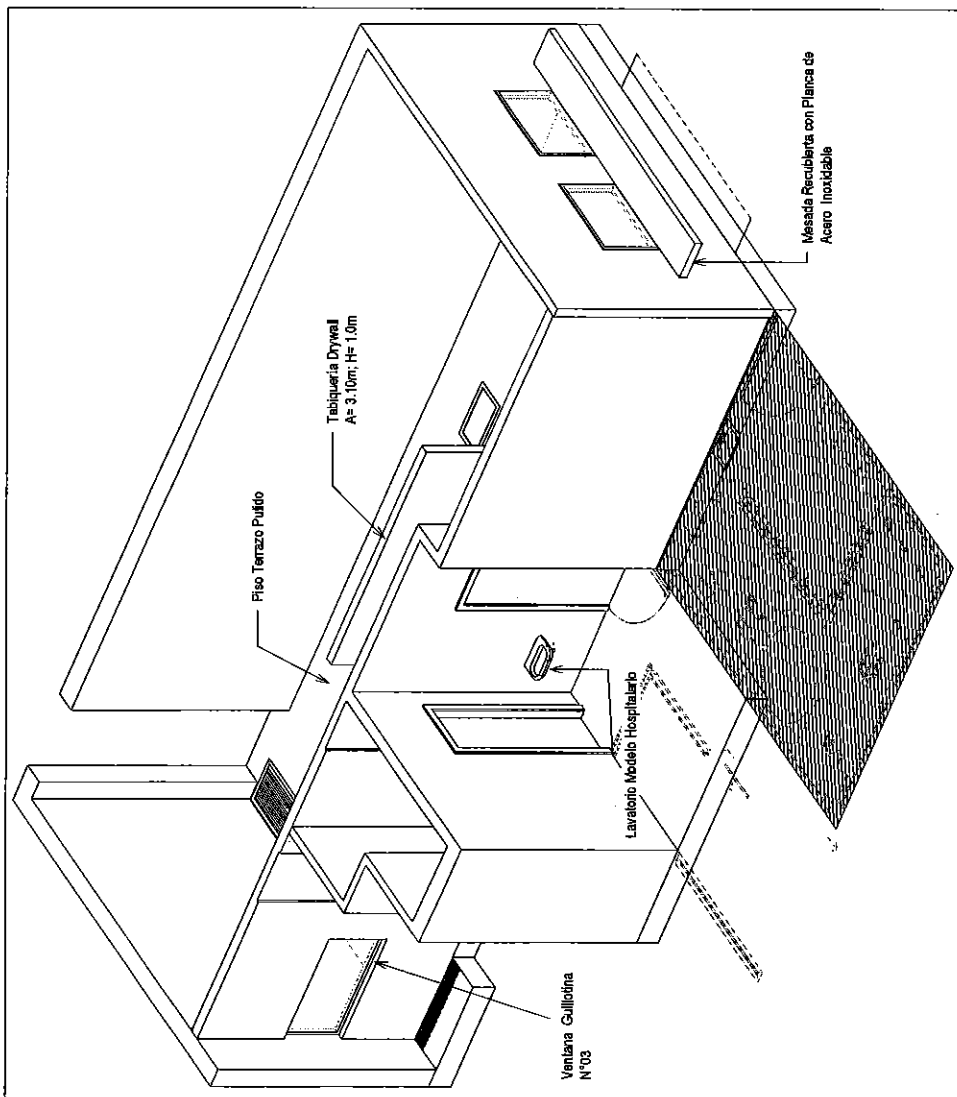 Piso Terrazo Pulido
Tabiquería Drywall
A= 3.10m; H= 1.0m
Mesada Recubierta con Planca de
Acero Inoxidable
Lavatorio Modelo Hospitalario
Ventana Guillotina
N°03